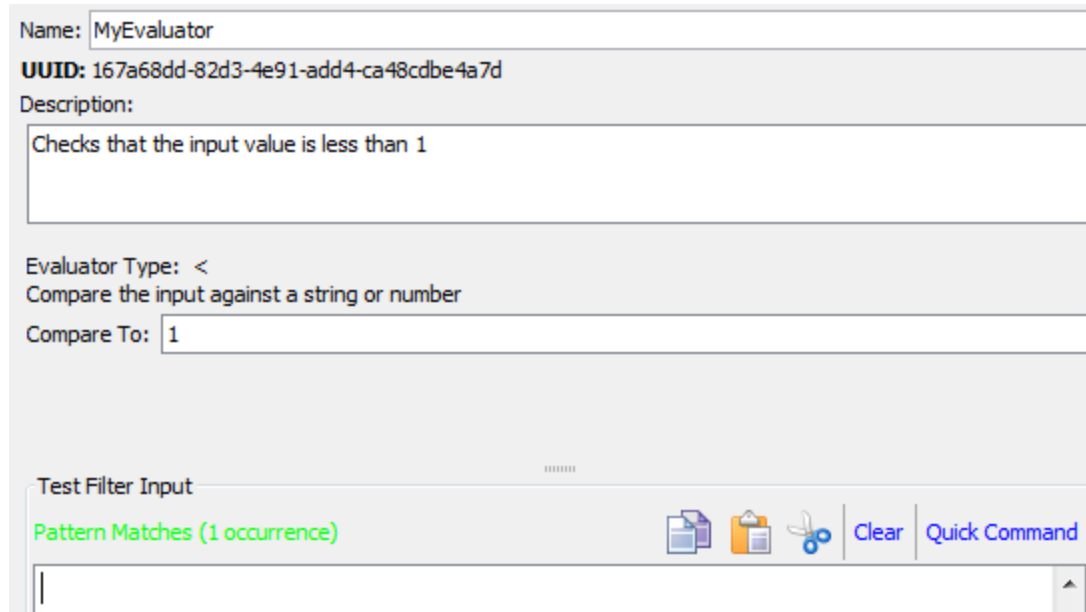 Name: MyEvaluator
UUID: 167a68dd-82d3-4e91-add4-ca48cdbe4a7d
Description:
Checks that the input value is less than 1
Evaluator Type: <
Compare the input against a string or number
Compare To: 1
Test Filter Input
Pattern Matches (1 occurrence) Clear Quick Command